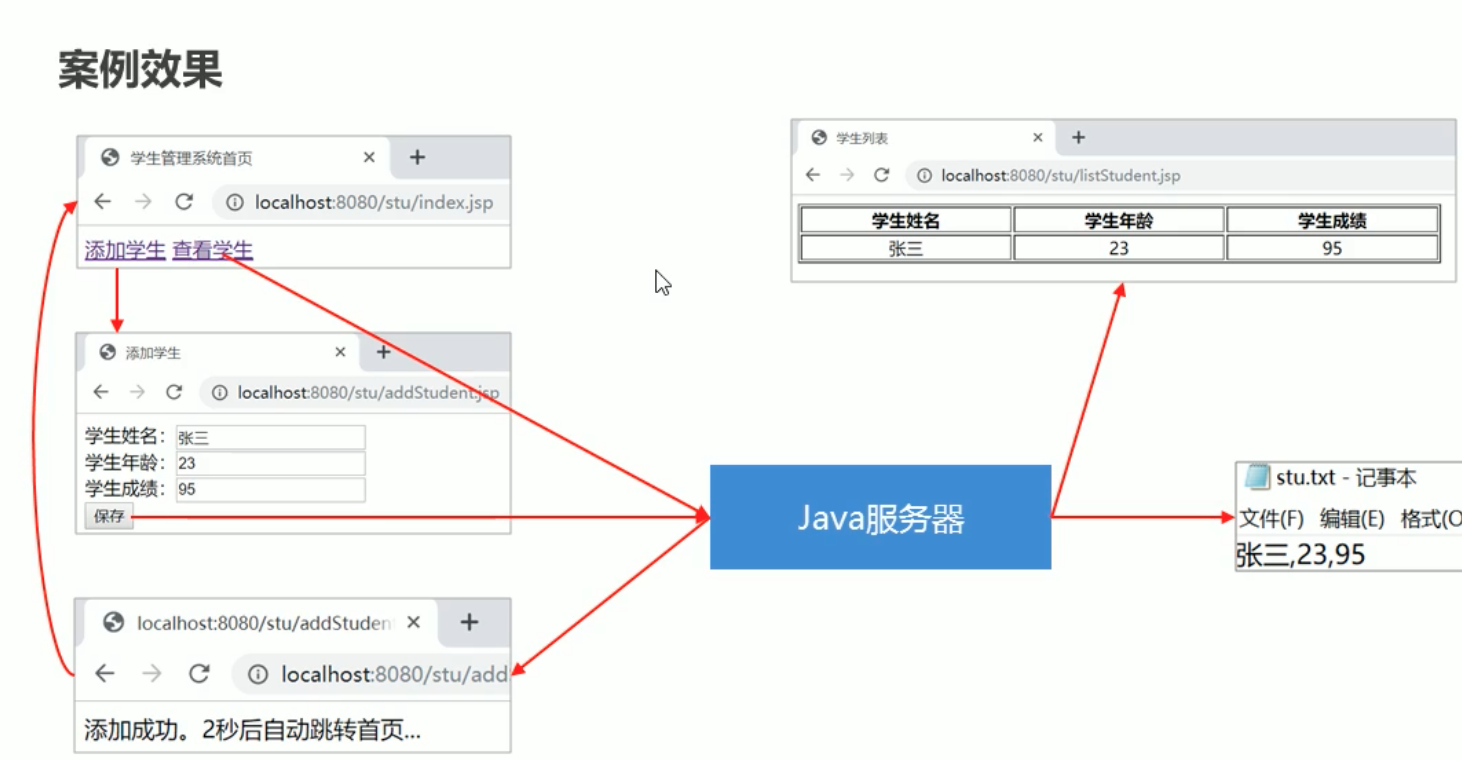 案例效果
学生管理系统首页
localhost:8080/stu/index.jsp
添加学生 查看学生
添加学生
localhost:8080/stu/addStudent.jsp
学生姓名： 张三
学生年龄： 23
学生成绩： 95
保存
localhost:8080/stu/addStuden
localhost:8080/stu/add
添加成功。2秒后自动跳转首页...
Java服务器
学生列表
localhost:8080/stu/listStudent.jsp
学生姓名 学生年龄 学生成绩
张三 23 95
stu.txt - 记事本
文件(F) 编辑(E) 格式(O
张三,23,95